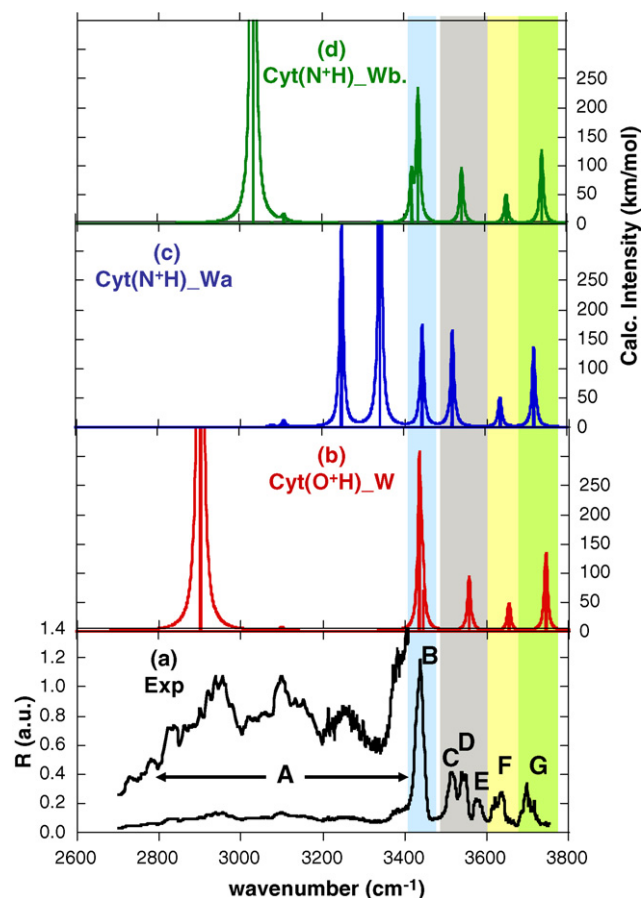 (d)
Cyt(N⁺H)_Wb.
250
200
150
100
50
0
(c)
Cyt(N⁺H)_Wa
250
200
150
100
50
0
Calc. Intensity (km/mol)
(b)
Cyt(O⁺H)_W
250
200
150
100
50
0
1.4
1.2
1.0
0.8
0.6
0.4
0.2
0.0
R (a.u.)
(a)
Exp
A
B
C
D
E
F
G
2600 2800 3000 3200 3400 3600 3800
wavenumber (cm⁻¹)